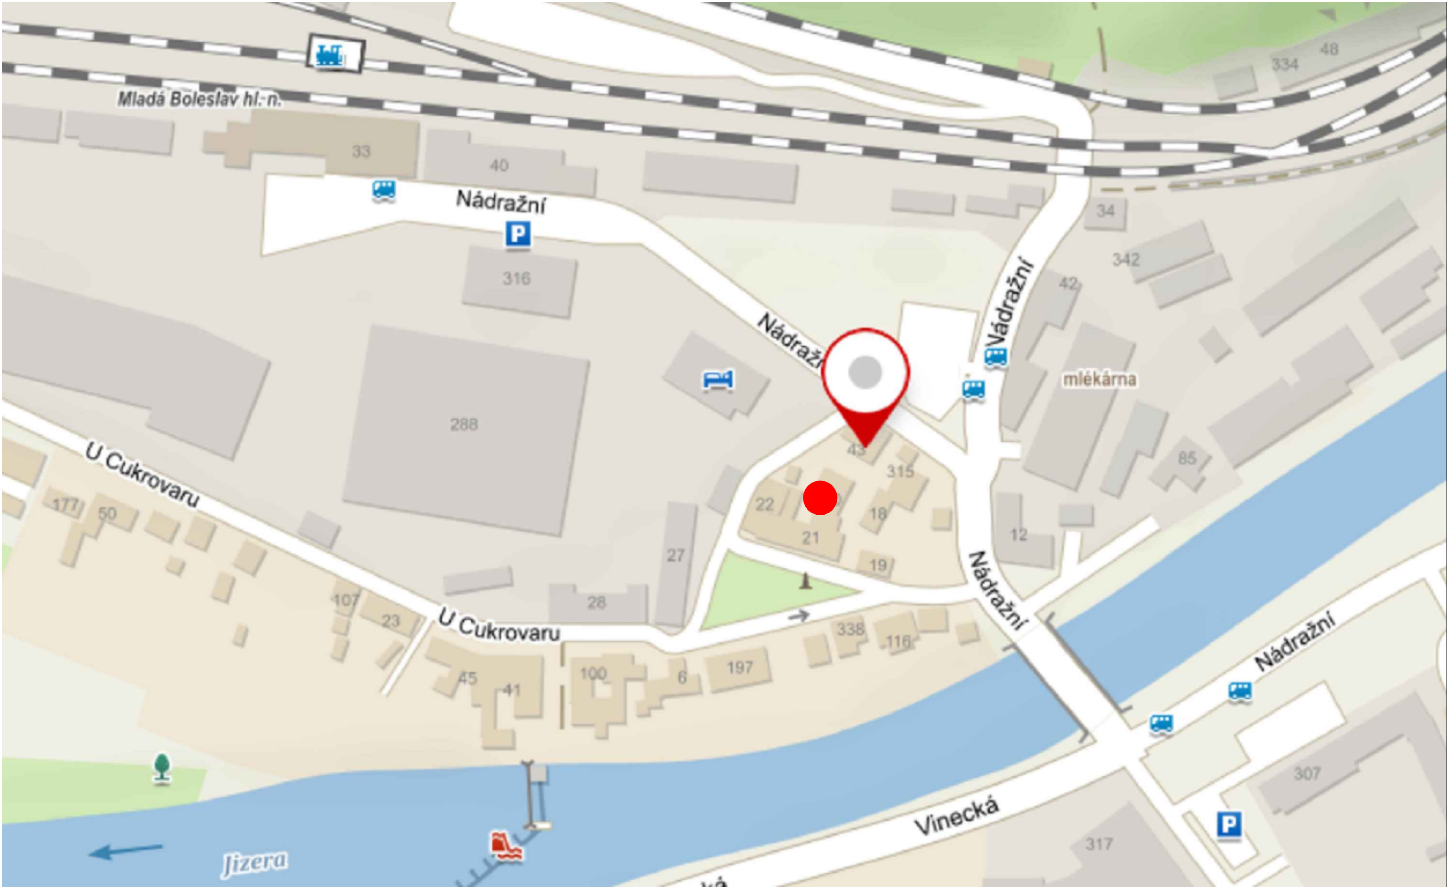 48
334
Mladá Boleslav hl. n.
33
40
Nádražní
P
34
316
342
42
Nádražní
Nádražní
mlékárna
288
43
U Cukrovaru
85
315
177
50
22
18
21
12
27
19
107
28
23
U Cukrovaru
Nádražní
338
116
Nádražní
100
6
197
45
41
307
Vinecká
P
317
Jizera